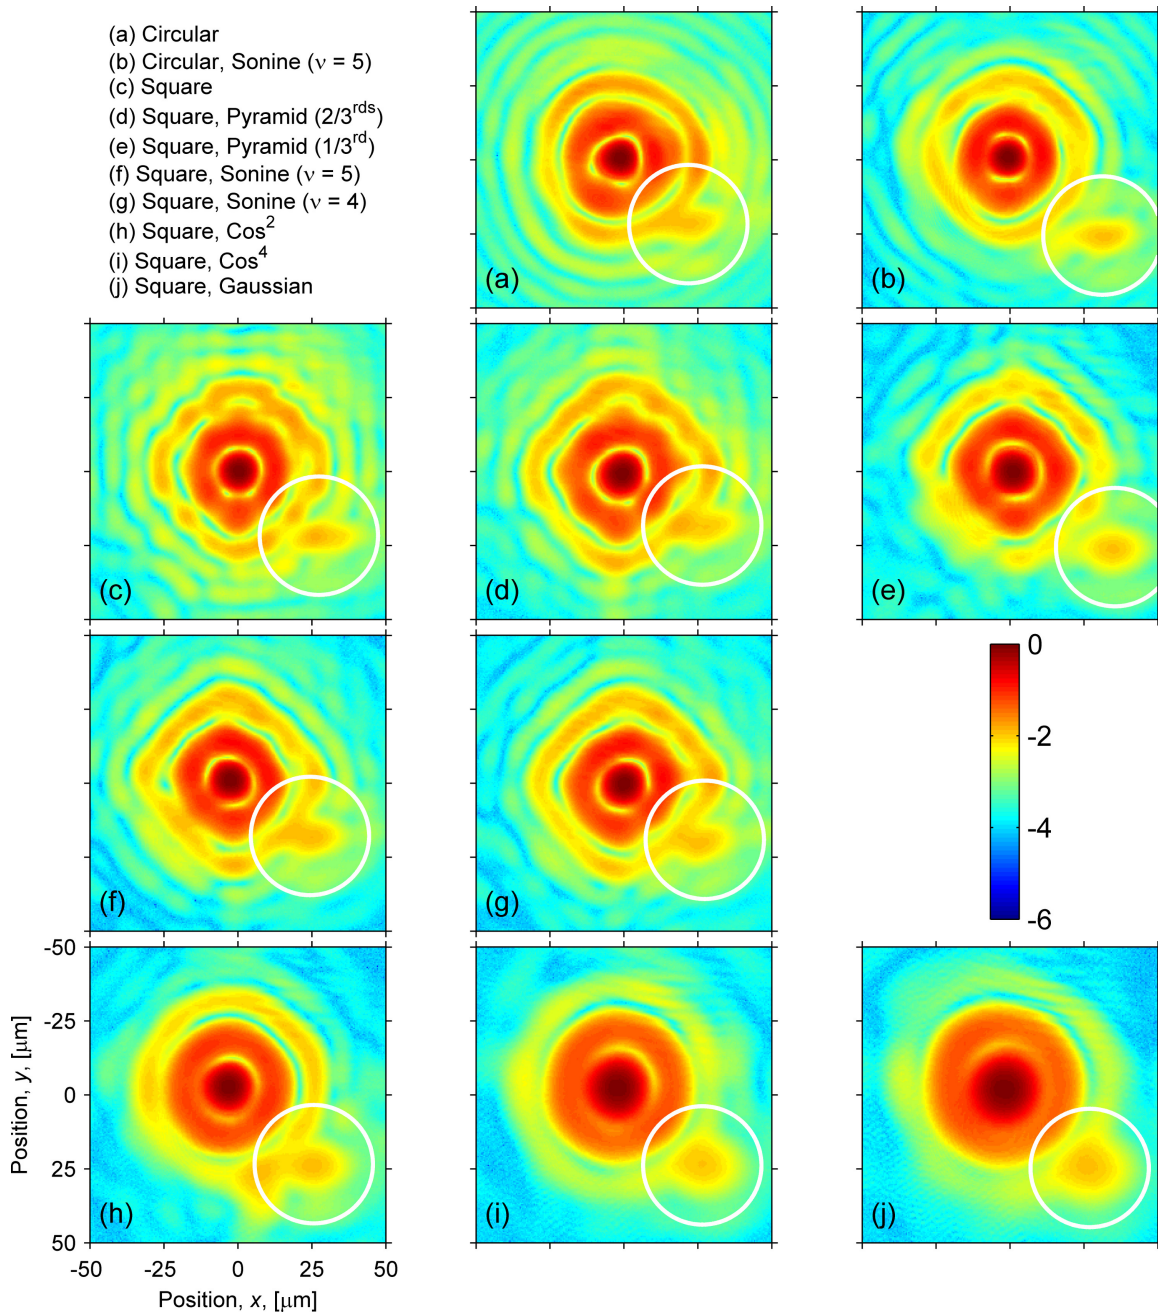 (a) Circular
(b) Circular, Sonine (ν = 5)
(c) Square
(d) Square, Pyramid (2/3rds)
(e) Square, Pyramid (1/3rd)
(f) Square, Sonine (ν = 5)
(g) Square, Sonine (ν = 4)
(h) Square, Cos2
(i) Square, Cos4
(j) Square, Gaussian
(a)
(b)
(c)
(d)
(e)
(f)
(g)
0
-2
-4
-6
-50
-25
0
25
50
Position, y, [μm]
(h)
(i)
(j)
-50 -25 0 25 50
Position, x, [μm]